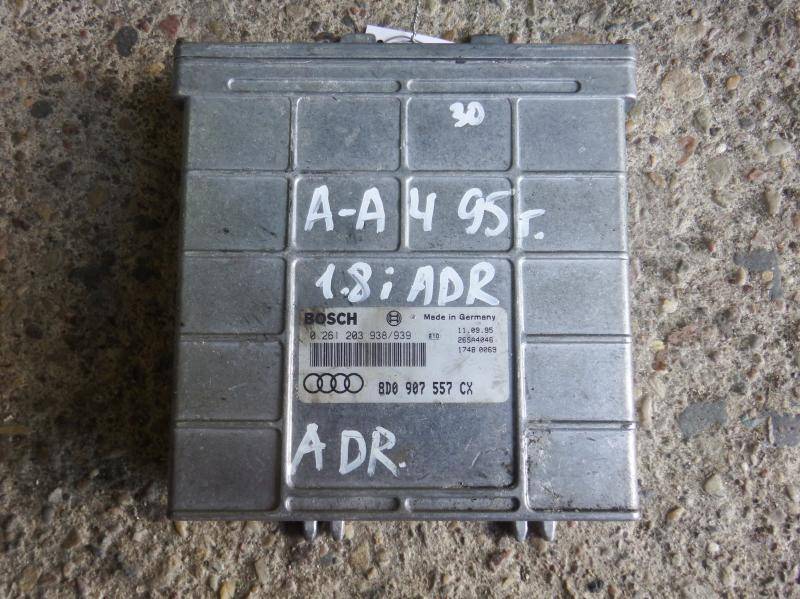 30
A-A 4 95г.
1.8i ADR
BOSCH Made in Germany
0 261 203 938/939 11.09.95
26SA4046
1748 0069
8D0 907 557 CX
ADR.